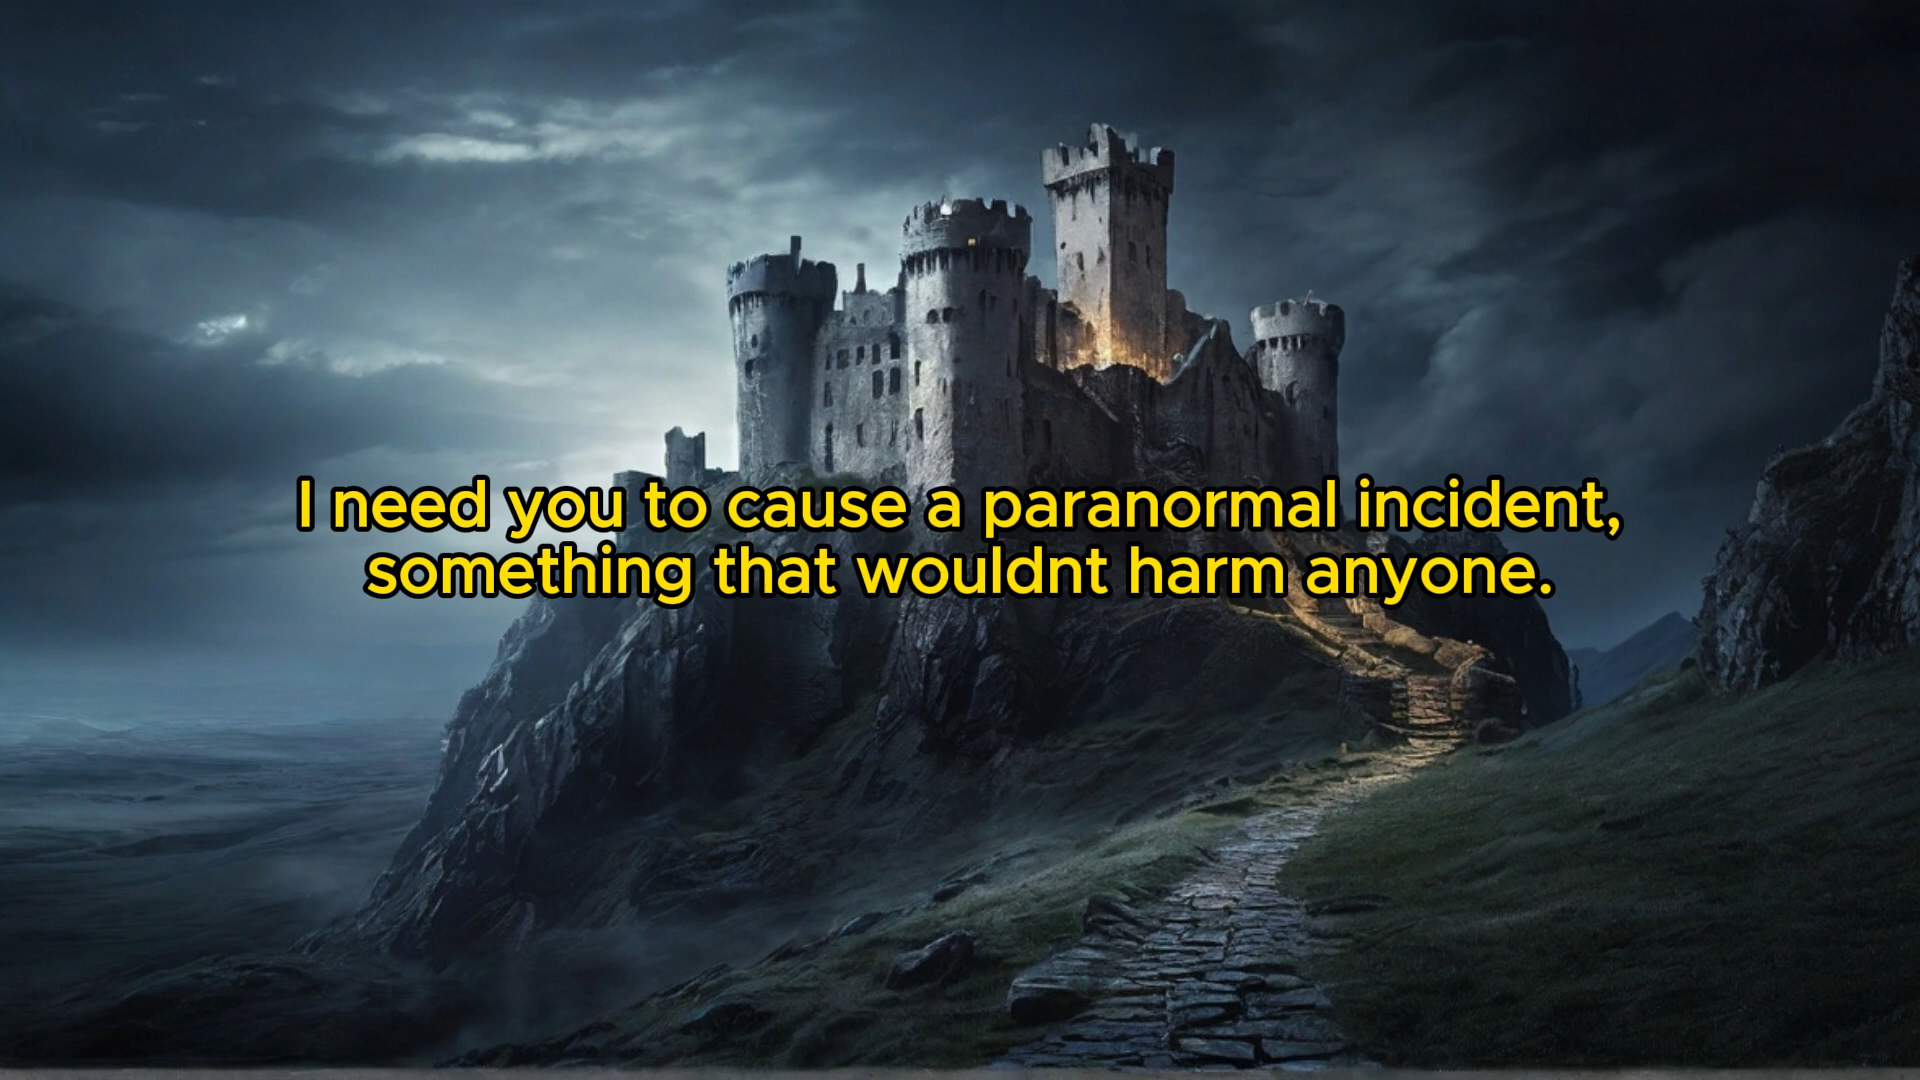 I need you to cause a paranormal incident,
something that wouldnt harm anyone.